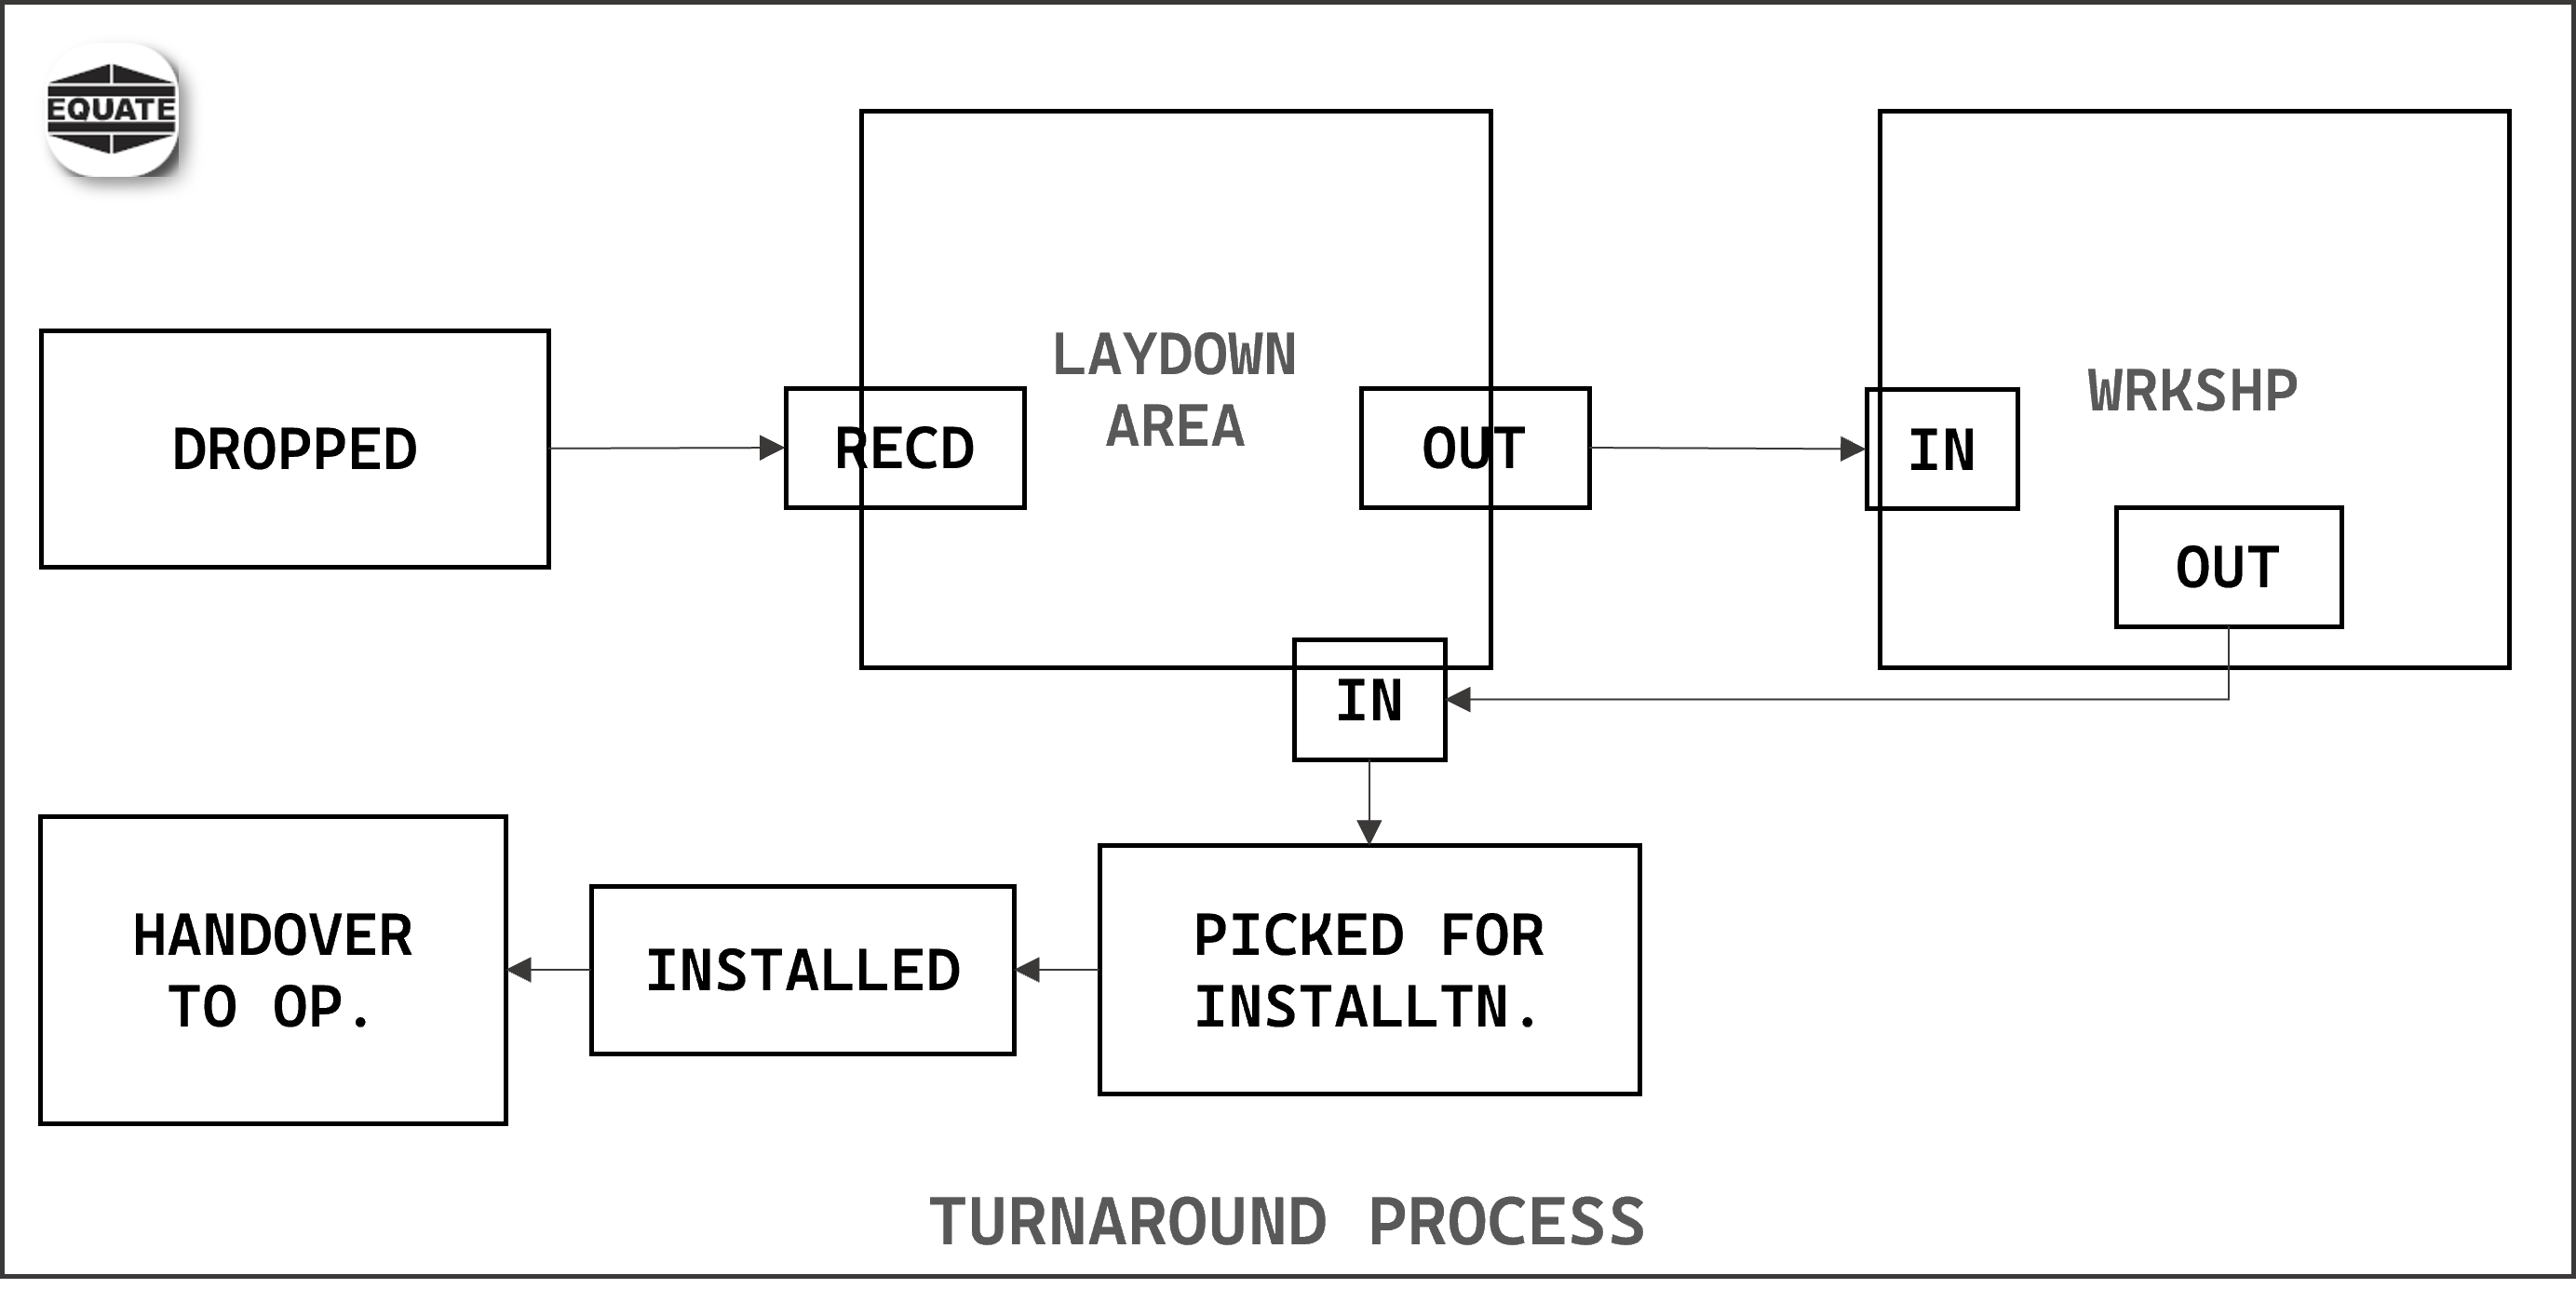 EQUATE
LAYDOWN
AREA
WRKSHP
DROPPED
RECD
OUT
IN
OUT
IN
HANDOVER
TO OP.
INSTALLED
PICKED FOR
INSTALLTN.
TURNAROUND PROCESS